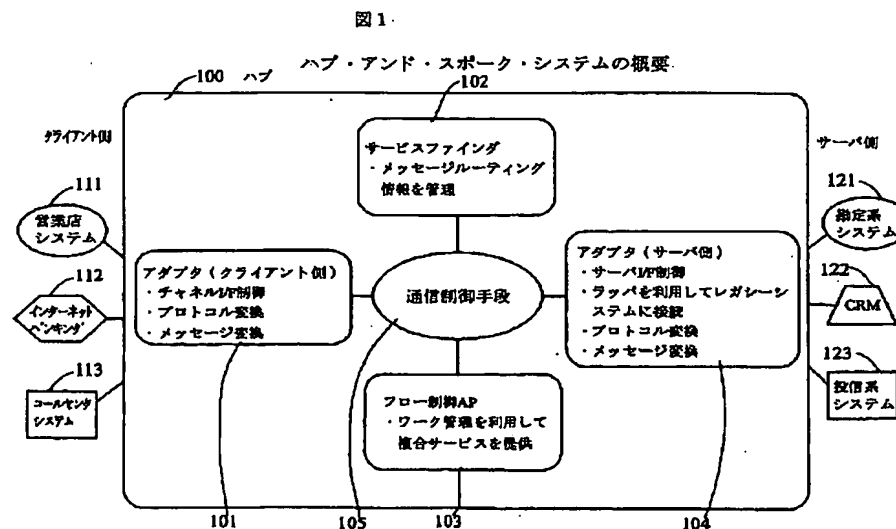 図1
ハブ・アンド・スポーク・システムの概要
100 ハブ
102
クライアント側
サーバ側
サービスファインダ
・メッセージルーティング
情報を管理
111
営業店
システム
121
システム
112
インターネット
バンキング
アダプタ(クライアント側)
・チャネルI/F制御
・プロトコル変換
・メッセージ変換
通信制御手段
アダプタ(サーバ側)
・サーバI/F制御
・ラッパを利用してレガシーシ
ステムに接続
・プロトコル変換
・メッセージ変換
122
CRM
113
コールセンタ
システム
123
投信系
システム
フロー制御AP
・ワーク管理を利用して
複合サービスを提供
101
105
103
104